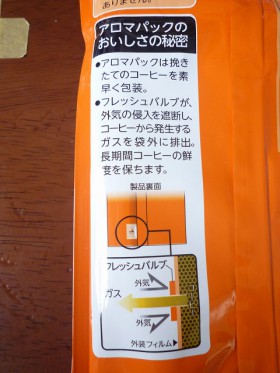 ありません。
アロマパックの
おいしさの秘密
●アロマパックは挽き
たてのコーヒーを素
早く包装。
●フレッシュバルブが、
外気の侵入を遮断し、
コーヒーから発生する
ガスを袋外に排出。
長期間コーヒーの鮮
度を保ちます。
製品裏面
フレッシュバルブ
外気
ガス
外気
外装フィルム▶